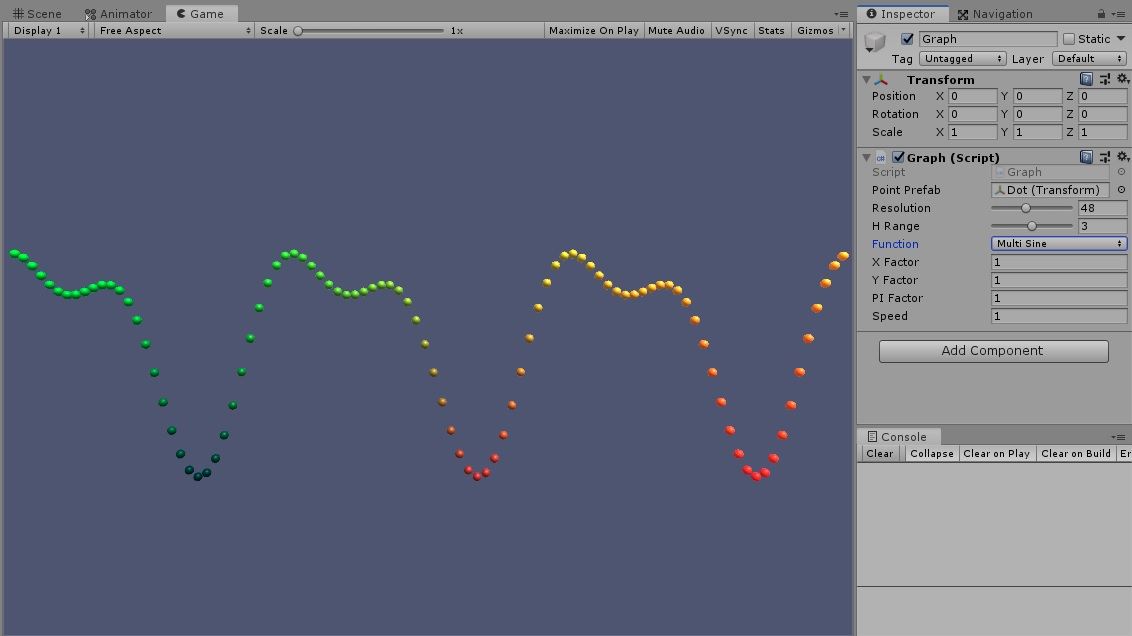 Scene Animator Game
Display 1 Free Aspect Scale 1x Maximize On Play Mute Audio VSync Stats Gizmos
Inspector Navigation
Graph Static
Tag Untagged Layer Default
Transform
Position X 0 Y 0 Z 0
Rotation X 0 Y 0 Z 0
Scale X 1 Y 1 Z 1
Graph (Script)
Script Graph
Point Prefab Dot (Transform)
Resolution 48
H Range 3
Function Multi Sine
X Factor 1
Y Factor 1
PI Factor 1
Speed 1
Add Component
Console
Clear Collapse Clear on Play Clear on Build Er